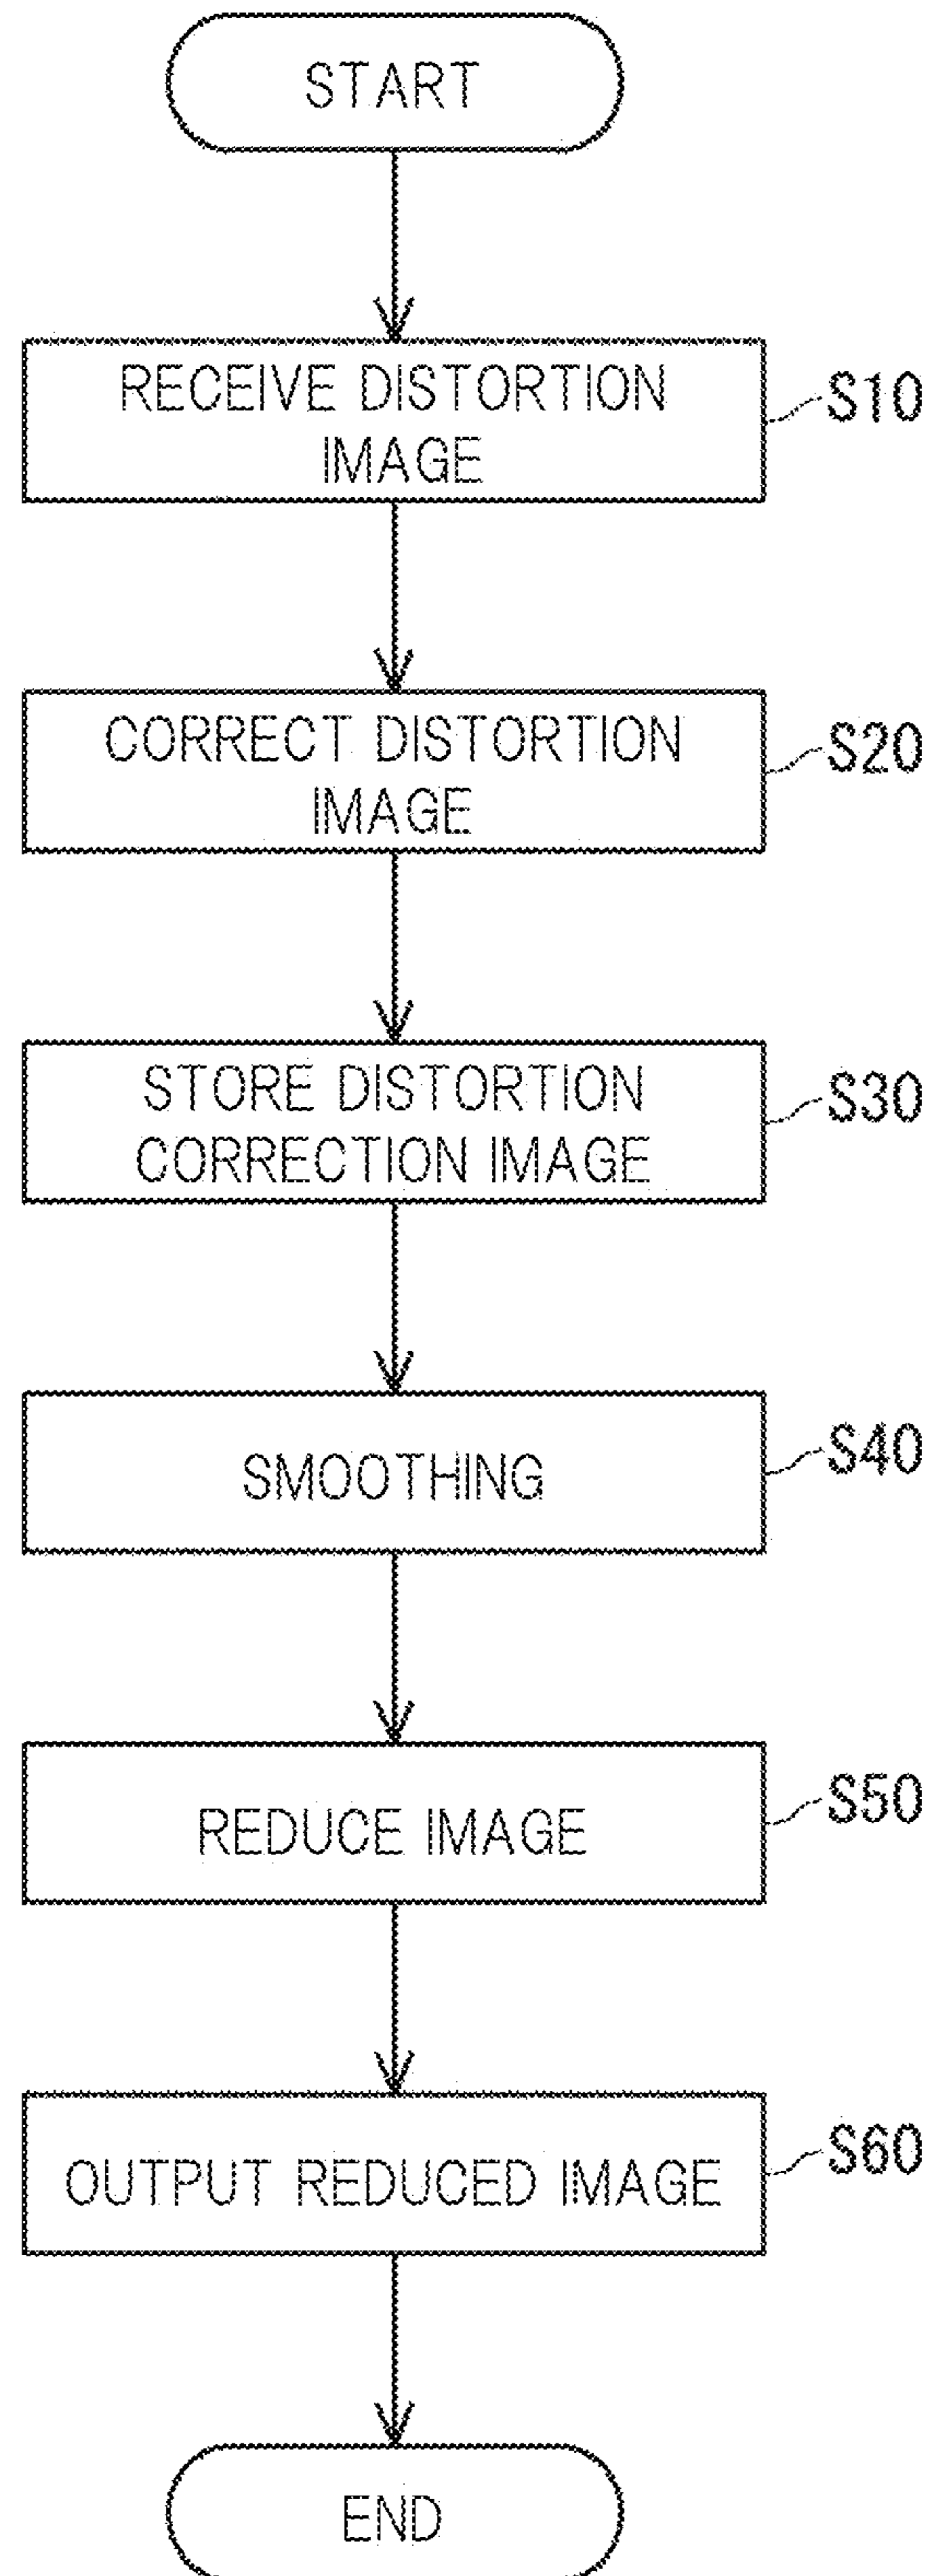 START
RECEIVE DISTORTION
IMAGE
S10
CORRECT DISTORTION
IMAGE
S20
STORE DISTORTION
CORRECTION IMAGE
S30
SMOOTHING
S40
REDUCE IMAGE
S50
OUTPUT REDUCED IMAGE
S60
END